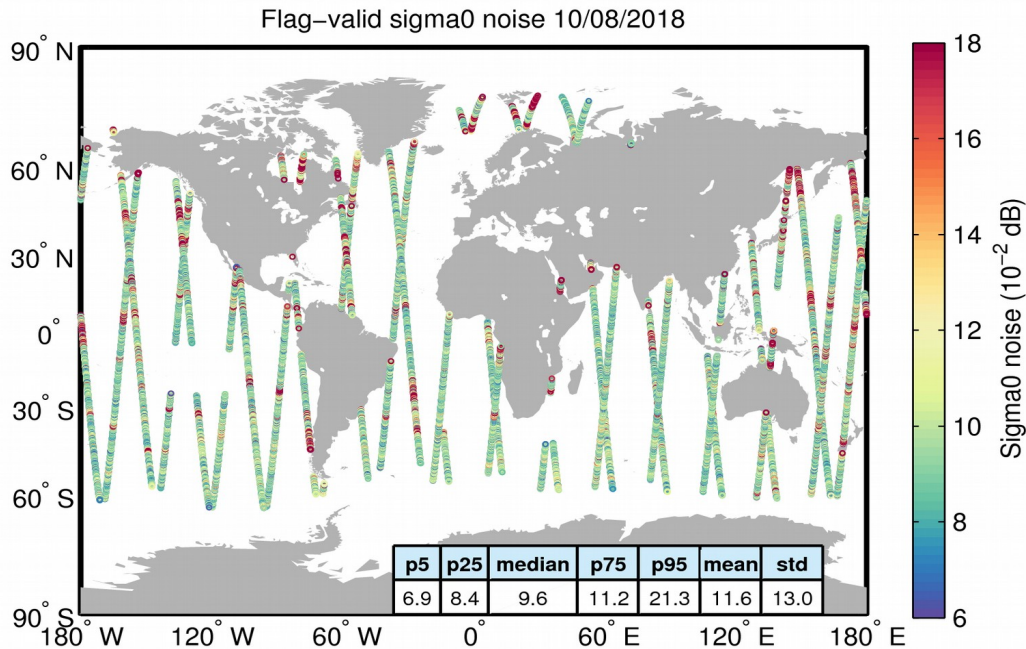 Flag−valid sigma0 noise 10/08/2018
90° N
60° N
30° N
0°
30° S
60° S
90° S
180° W
120° W
60° W
0°
60° E
120° E
180° E
p5 p25 median p75 p95 mean std
6.9 8.4 9.6 11.2 21.3 11.6 13.0
18
16
14
12
10
8
6
Sigma0 noise (10⁻² dB)